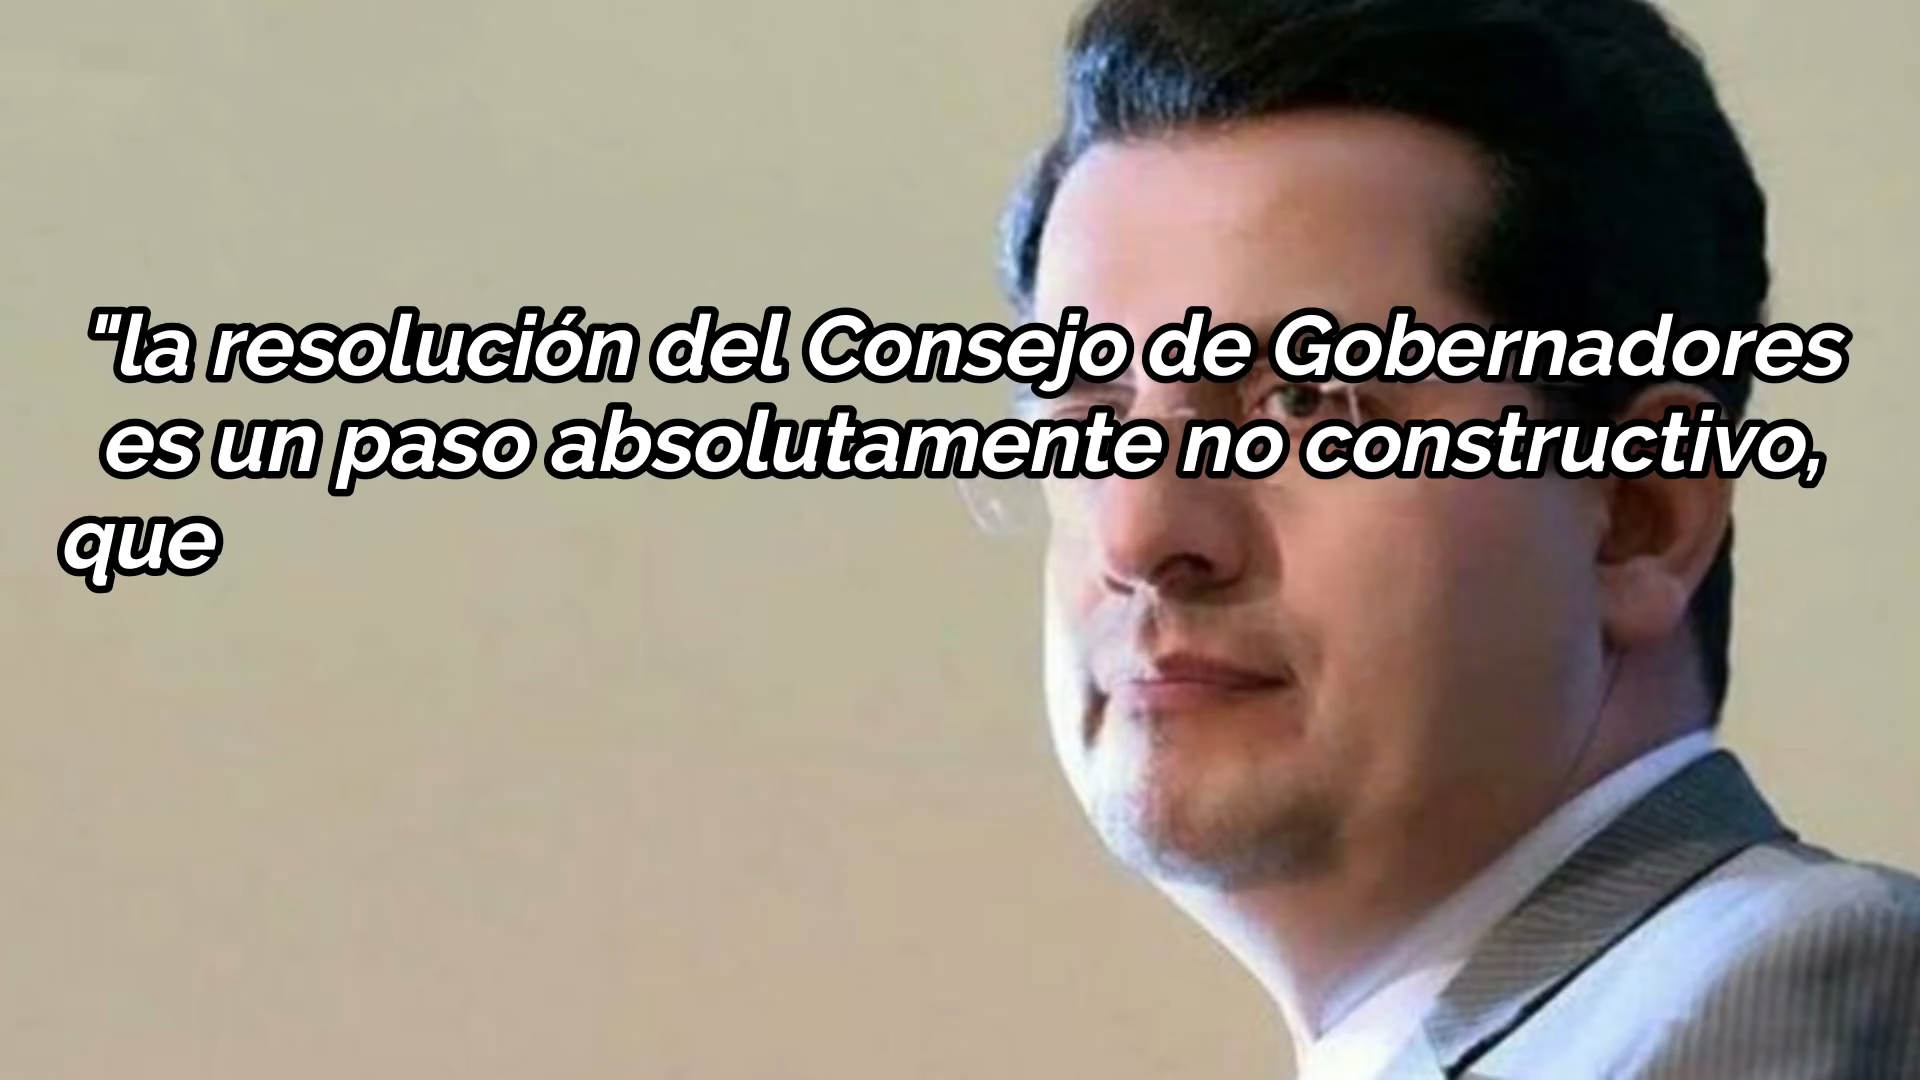 "la resolución del Consejo de Gobernadores
es un paso absolutamente no constructivo,
que